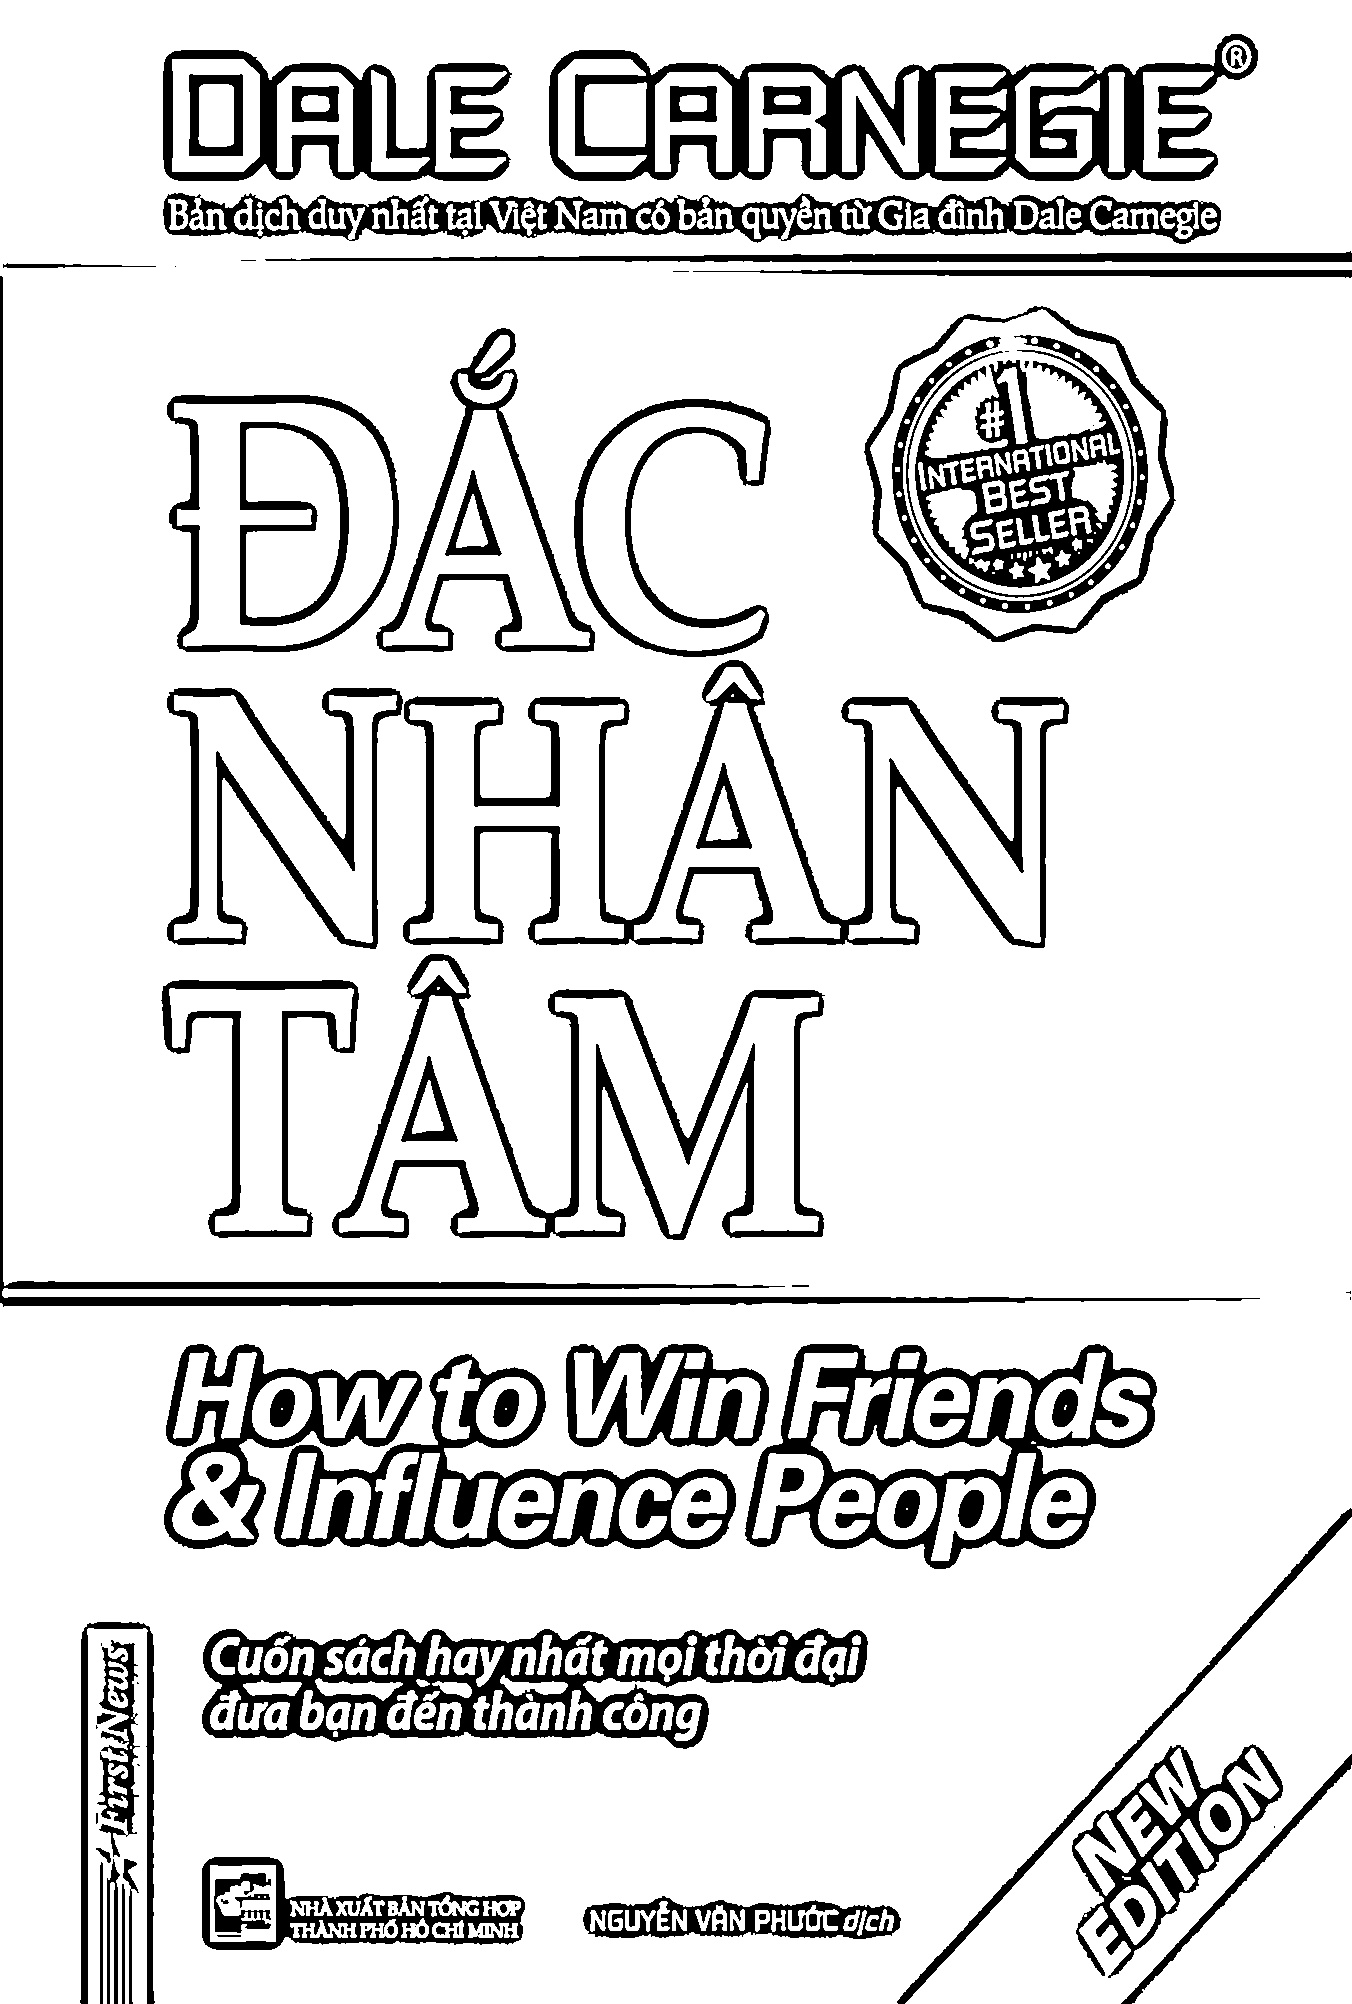 DALE CARNEGIE®
Bản dịch duy nhất tại Việt Nam có bản quyền từ Gia đình Dale Carnegie
ĐẮC
NHÂN
TÂM
#1
INTERNATIONAL
BEST
SELLER
How to Win Friends
& Influence People
Cuốn sách hay nhất mọi thời đại
đưa bạn đến thành công
First News
NEW
EDITION
NHÀ XUẤT BẢN TỔNG HỢP
THÀNH PHỐ HỒ CHÍ MINH
NGUYỄN VĂN PHƯỚC dịch